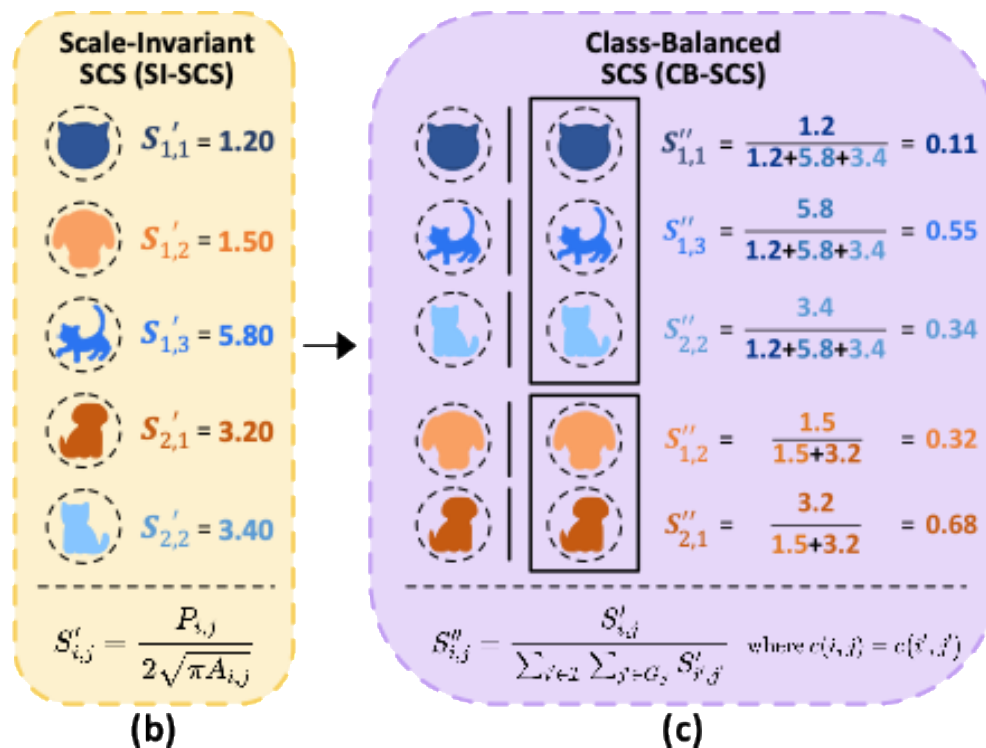 Scale-Invariant
SCS (SI-SCS)
S′1,1 = 1.20
S′1,2 = 1.50
S′1,3 = 5.80
S′2,1 = 3.20
S′2,2 = 3.40
S′i,j = Pi,j / 2√πAi,j
(b)
Class-Balanced
SCS (CB-SCS)
S′′1,1 = 1.2 / 1.2+5.8+3.4 = 0.11
S′′1,3 = 5.8 / 1.2+5.8+3.4 = 0.55
S′′2,2 = 3.4 / 1.2+5.8+3.4 = 0.34
S′′1,2 = 1.5 / 1.5+3.2 = 0.32
S′′2,1 = 3.2 / 1.5+3.2 = 0.68
S′′i,j = S′i,j / ∑ ∑ S′i′,j′ where c(i, j) = c(i′, j′)
(c)